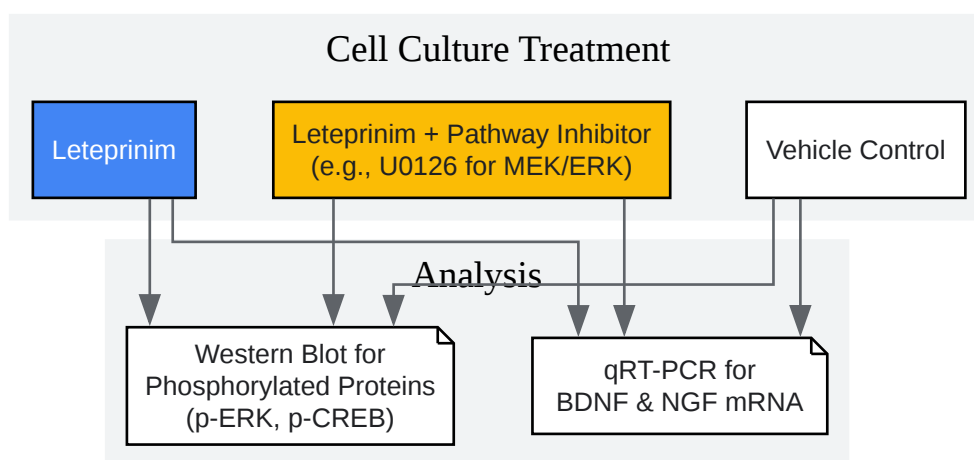 Cell Culture Treatment
Leteprinim
Leteprinim + Pathway Inhibitor
(e.g., U0126 for MEK/ERK)
Vehicle Control
Analysis
Western Blot for
Phosphorylated Proteins
(p-ERK, p-CREB)
qRT-PCR for
BDNF & NGF mRNA